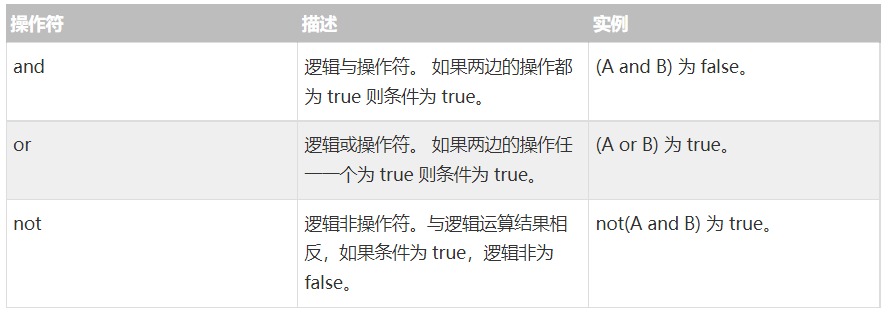 操作符 描述 实例
and 逻辑与操作符。 如果两边的操作都 (A and B) 为 false。
为 true 则条件为 true。
or 逻辑或操作符。 如果两边的操作任 (A or B) 为 true。
一一个为 true 则条件为 true。
not 逻辑非操作符。与逻辑运算结果相 not(A and B) 为 true。
反，如果条件为 true，逻辑非为
false。